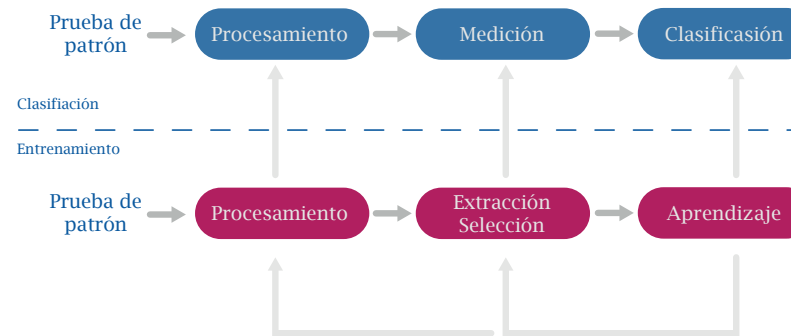 Prueba de
patrón
Procesamiento
Medición
Clasificasión
Clasifiación
Entrenamiento
Prueba de
patrón
Procesamiento
Extracción
Selección
Aprendizaje